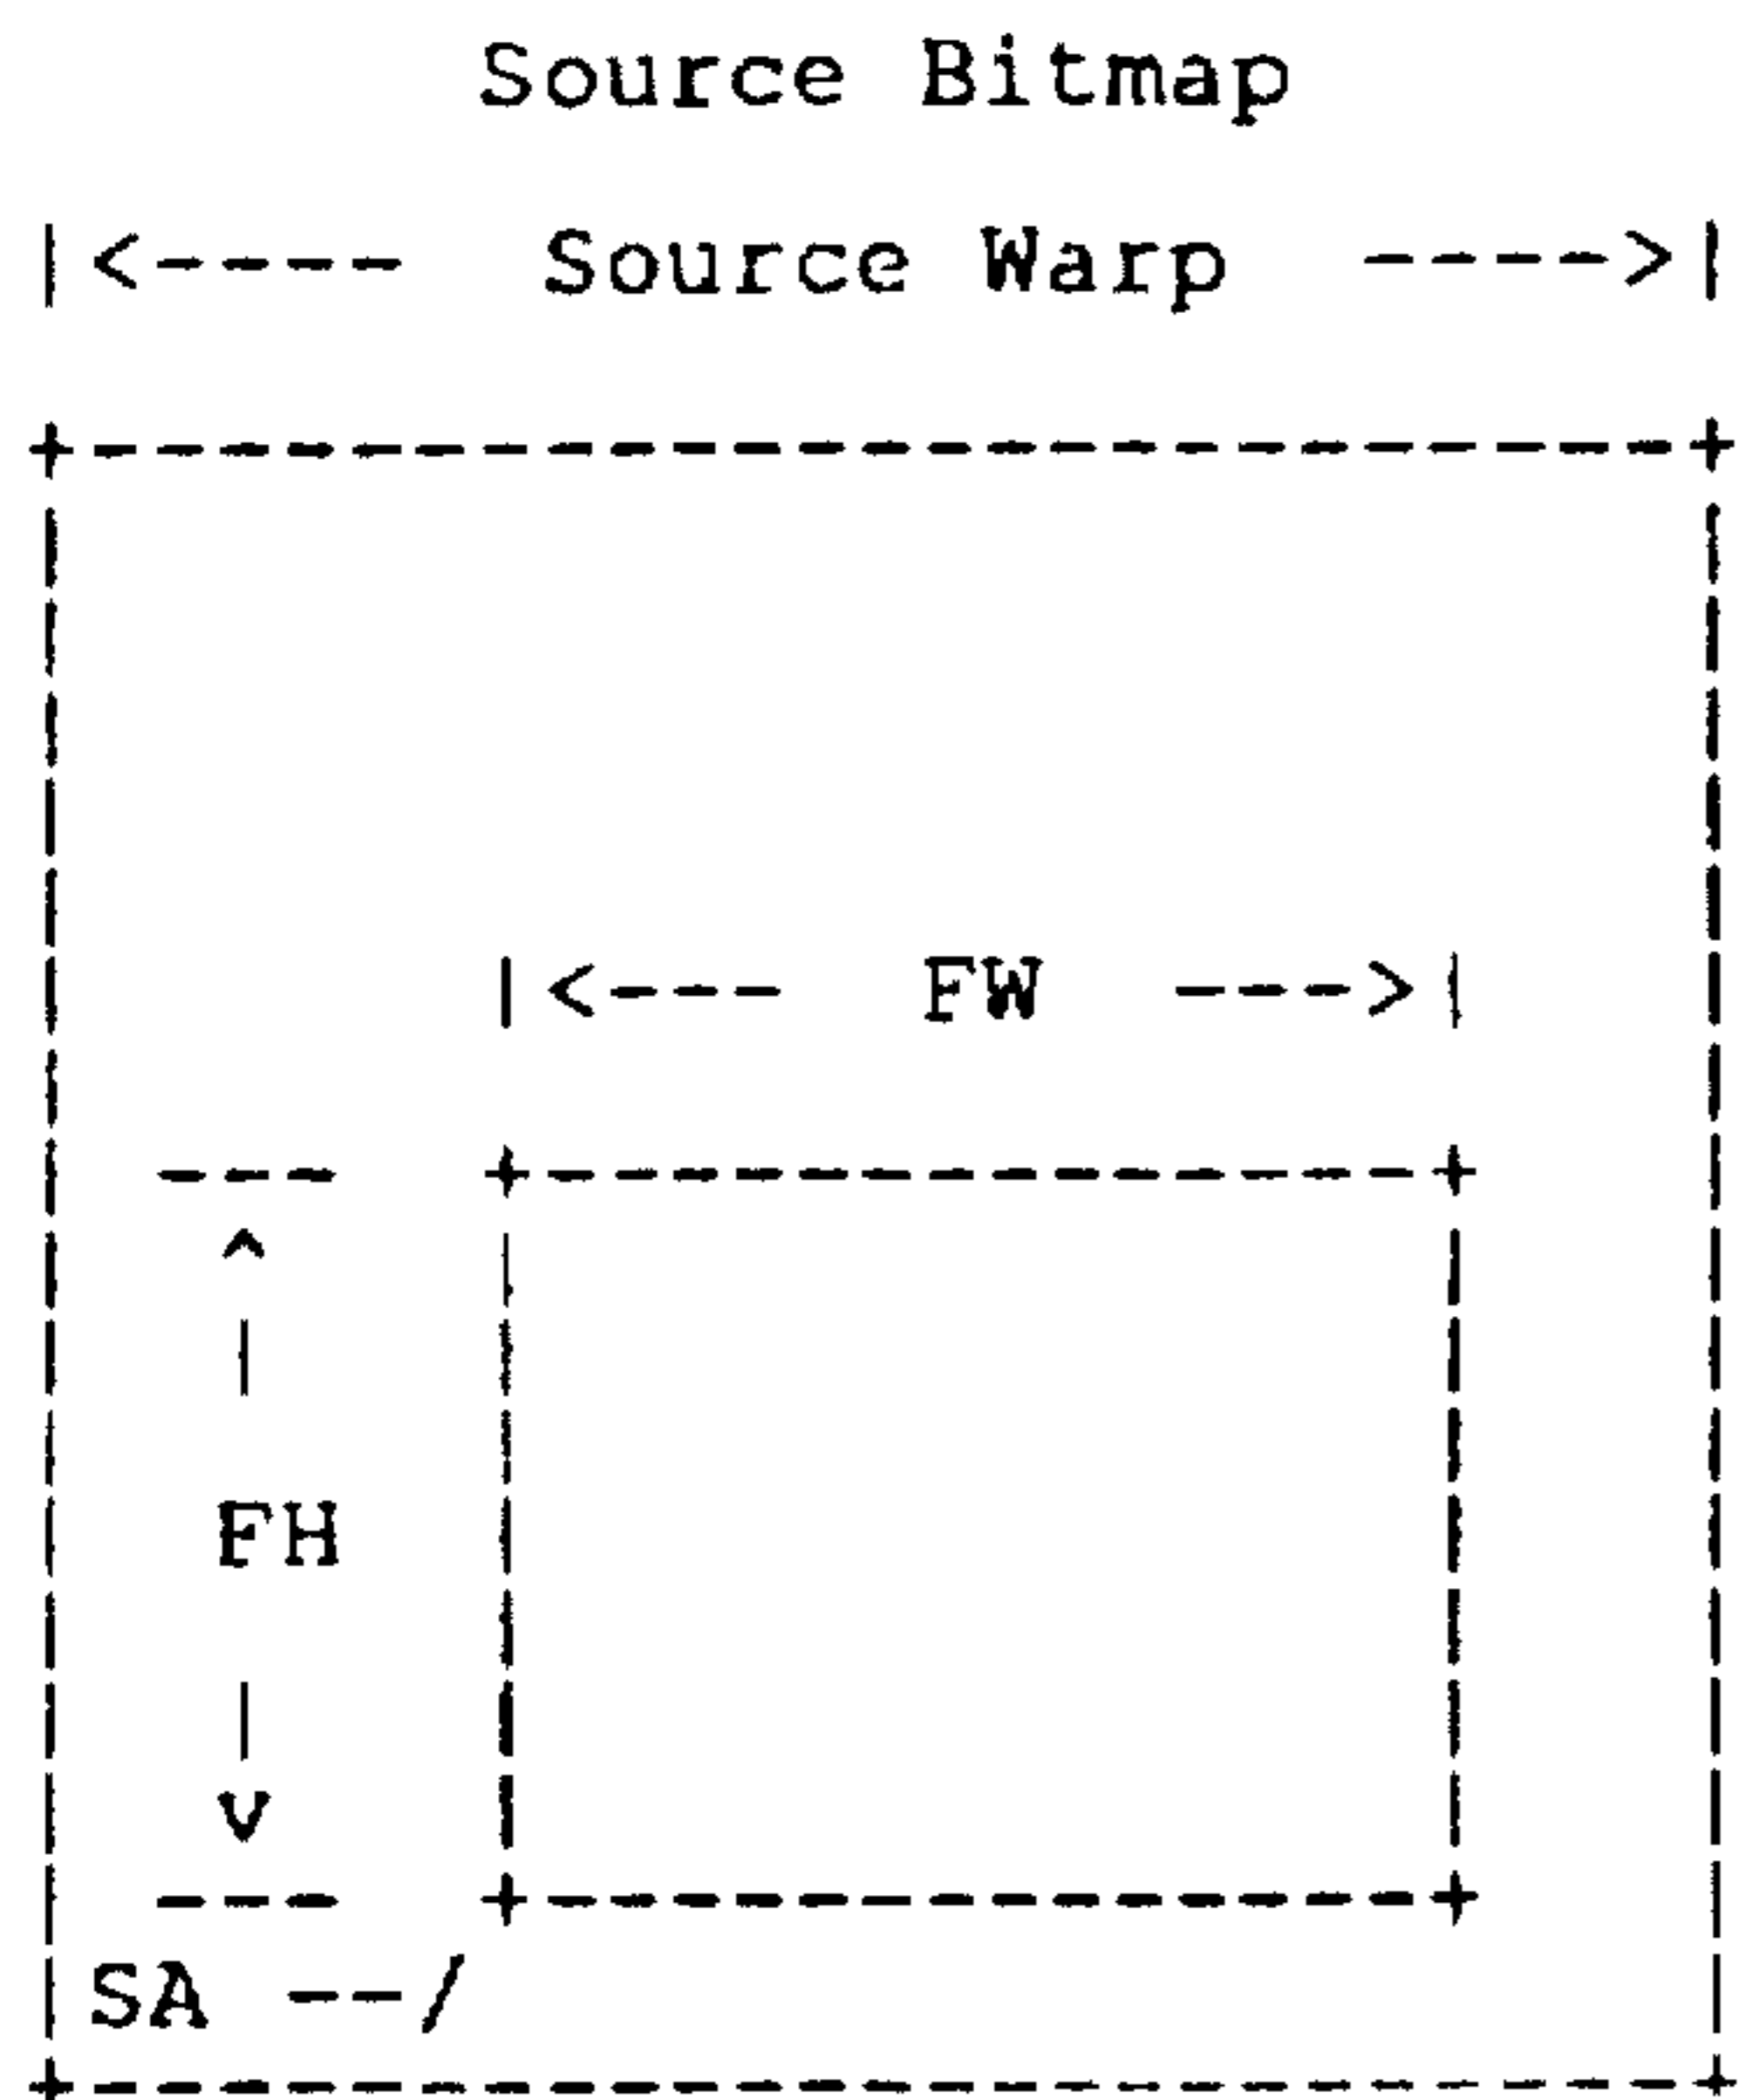 Source Bitmap
|<---- Source Warp ---->|
|<--- FW --->|
FH
SA --/